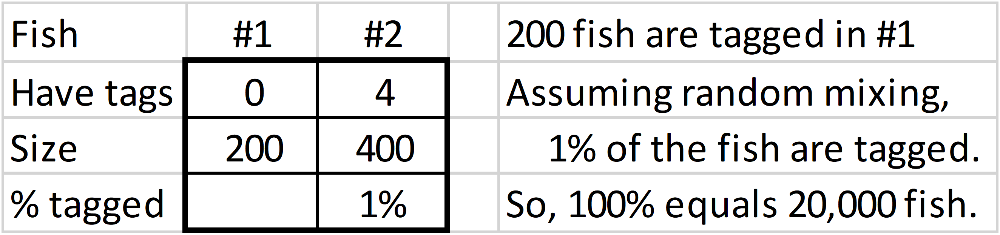 Fish #1 #2 200 fish are tagged in #1
Have tags 0 4 Assuming random mixing,
Size 200 400 1% of the fish are tagged.
% tagged 1% So, 100% equals 20,000 fish.